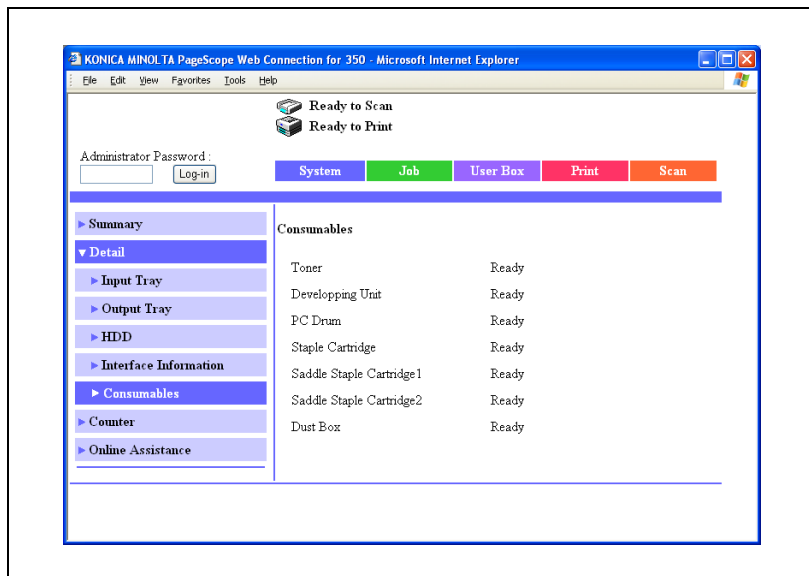 KONICA MINOLTA PageScope Web Connection for 350 - Microsoft Internet Explorer
File Edit View Favorites Tools Help
Ready to Scan
Ready to Print
Administrator Password :
Log-in
System Job User Box Print Scan
Summary
Detail
Input Tray
Output Tray
HDD
Interface Information
Consumables
Counter
Online Assistance
Consumables
Toner Ready
Developping Unit Ready
PC Drum Ready
Staple Cartridge Ready
Saddle Staple Cartridge1 Ready
Saddle Staple Cartridge2 Ready
Dust Box Ready